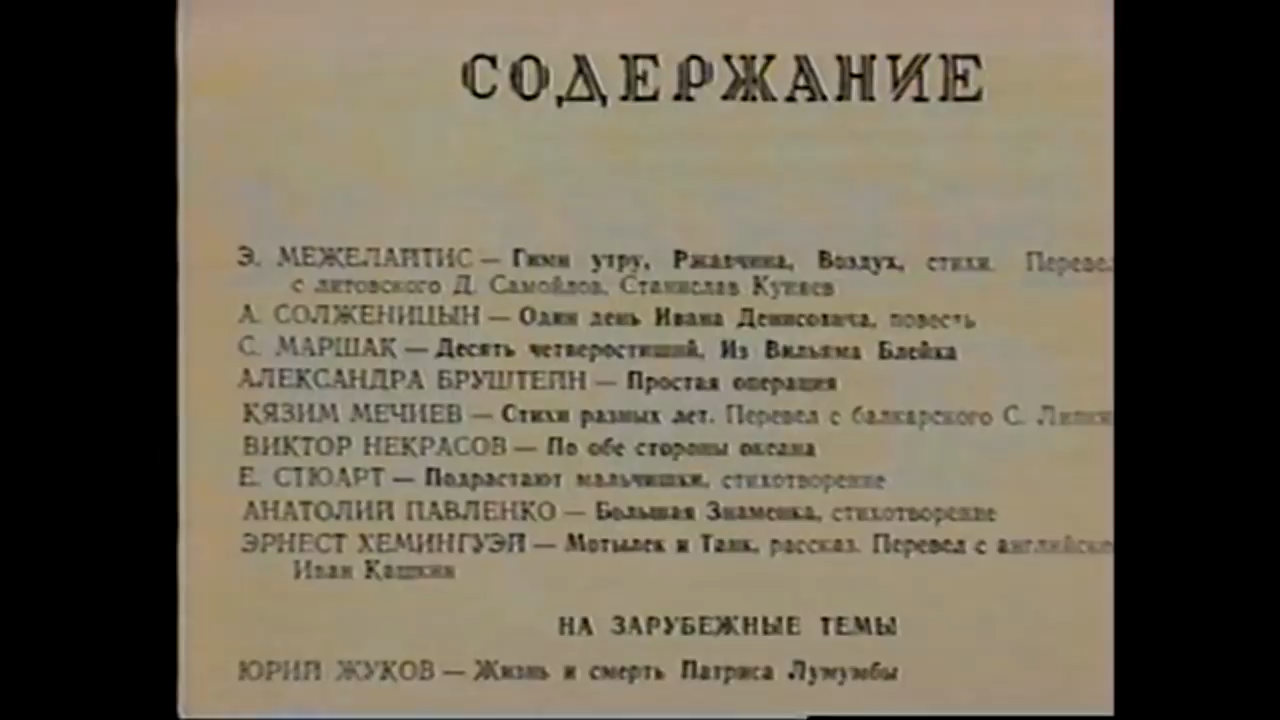 СОДЕРЖАНИЕ
Э. МЕЖЕЛАЙТИС — Гимн утру, Ржавчина, Воздух, стихи. Перевел
с литовского Д. Самойлов, Станислав Куняев
А. СОЛЖЕНИЦЫН — Один день Ивана Денисовича, повесть
С. МАРШАК — Десять четверостиший. Из Вильяма Блейка
АЛЕКСАНДРА БРУШТЕЙН — Простая операция
КЯЗИМ МЕЧИЕВ — Стихи разных лет. Перевел с балкарского С.
ВИКТОР НЕКРАСОВ — По обе стороны океана
Е. СТЮАРТ — Подрастают мальчишки, стихотворение
АНАТОЛИЙ ПАВЛЕНКО — Большая Знаменка, стихотворение
ЭРНЕСТ ХЕМИНГУЭЙ — Мотылек и Танк, рассказ. Перевел с
Иван Кашкин
НА ЗАРУБЕЖНЫЕ ТЕМЫ
ЮРИЙ ЖУКОВ — Жизнь и смерть Патриса Лумумбы